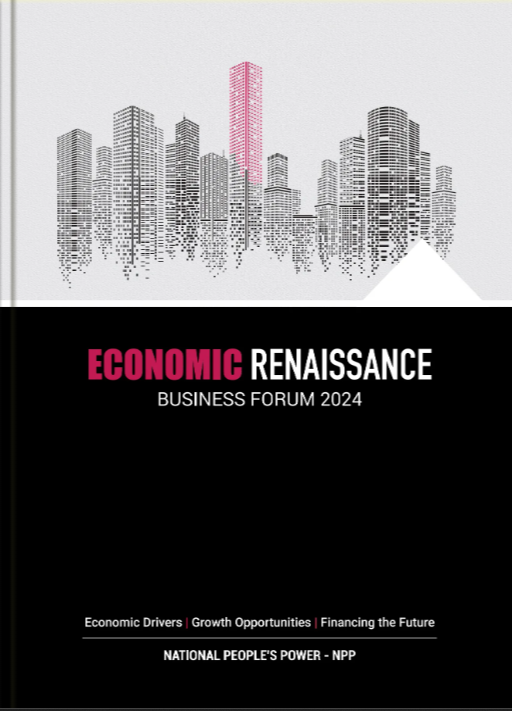 ECONOMIC RENAISSANCE
BUSINESS FORUM 2024
Economic Drivers | Growth Opportunities | Financing the Future
NATIONAL PEOPLE'S POWER - NPP